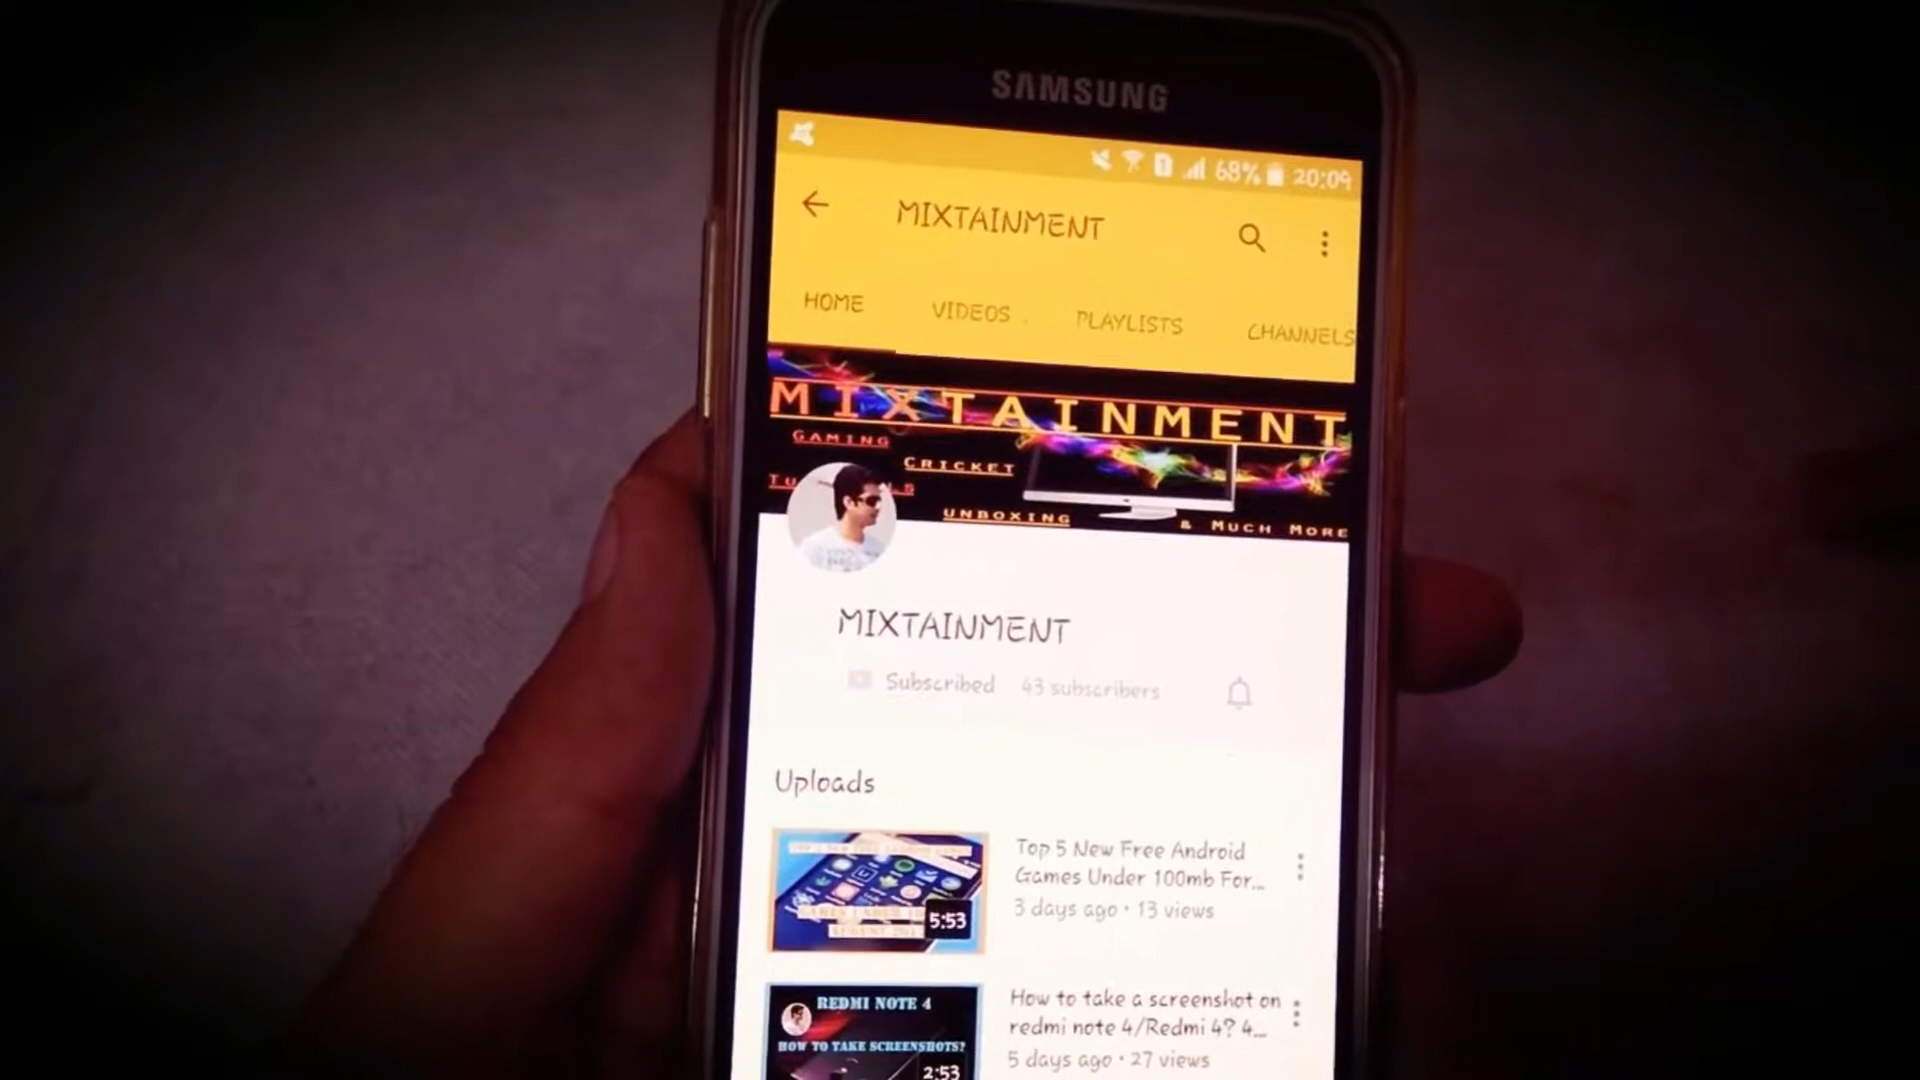 SAMSUNG
68% 20:09
MIXTAINMENT
HOME VIDEOS PLAYLISTS CHANNELS
MIXTAINMENT
GAMING
CRICKET
UNBOXING
& MUCH MORE
MIXTAINMENT
Subscribed 43 subscribers
Uploads
Top 5 New Free Android
Games Under 100mb For...
3 days ago • 13 views
5:53
REDMI NOTE 4
HOW TO TAKE SCREENSHOTS?
2:53
How to take a screenshot on
redmi note 4/Redmi 4? 4...
5 days ago • 27 views